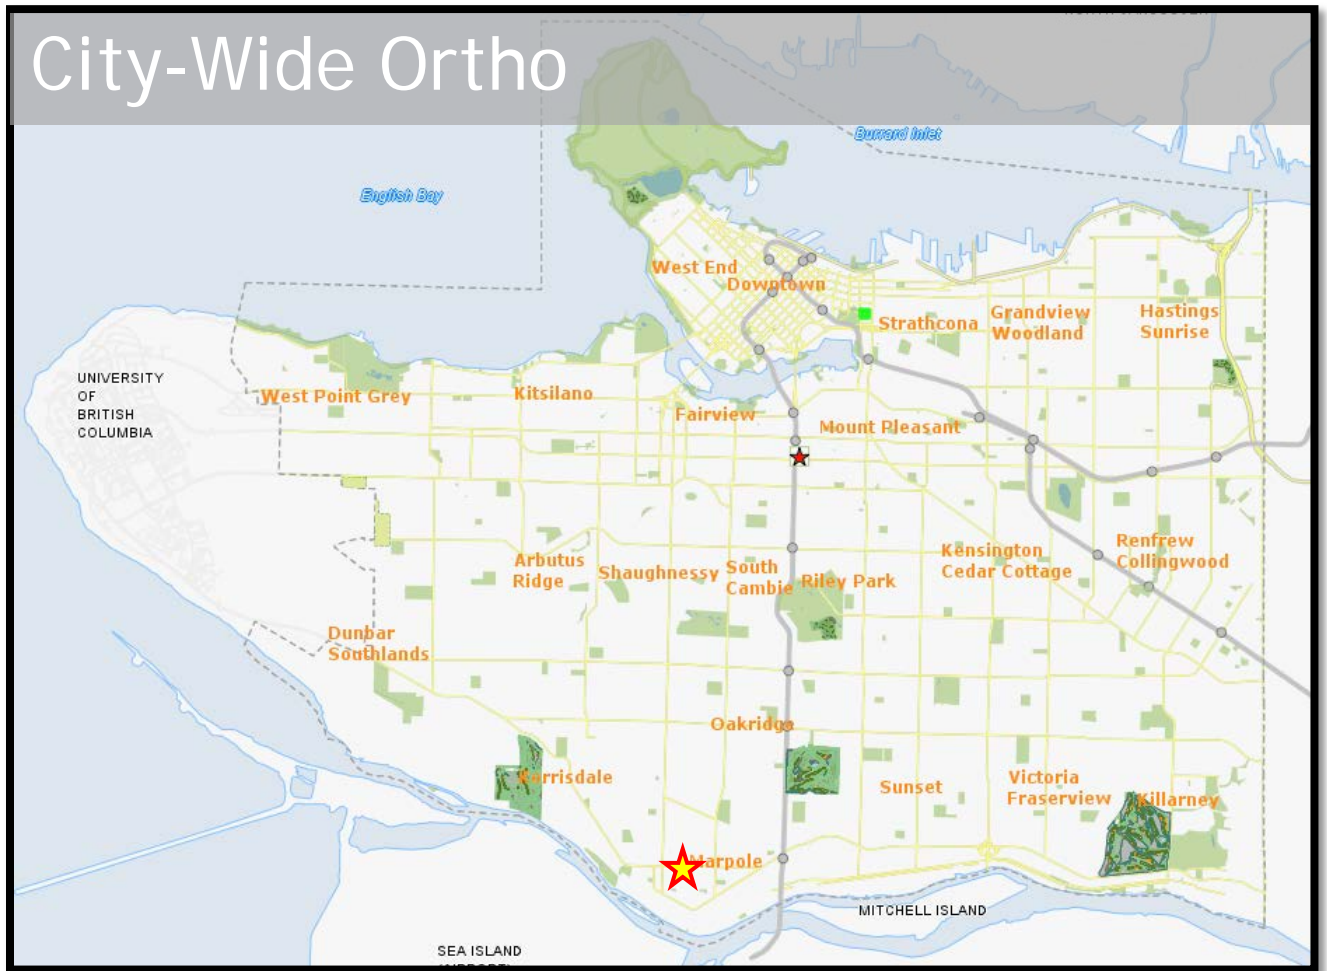 City-Wide Ortho
Burrard Inlet
English Bay
West End
Downtown
Strathcona
Grandview
Woodland
Hastings
Sunrise
UNIVERSITY
OF
BRITISH
COLUMBIA
West Point Grey
Kitsilano
Fairview
Mount Pleasant
Arbutus
Ridge
Shaughnessy
South
Cambie
Riley Park
Kensington
Cedar Cottage
Renfrew
Collingwood
Dunbar
Southlands
Oakridge
Kerrisdale
Sunset
Victoria
Fraserview
Killarney
Marpole
MITCHELL ISLAND
SEA ISLAND